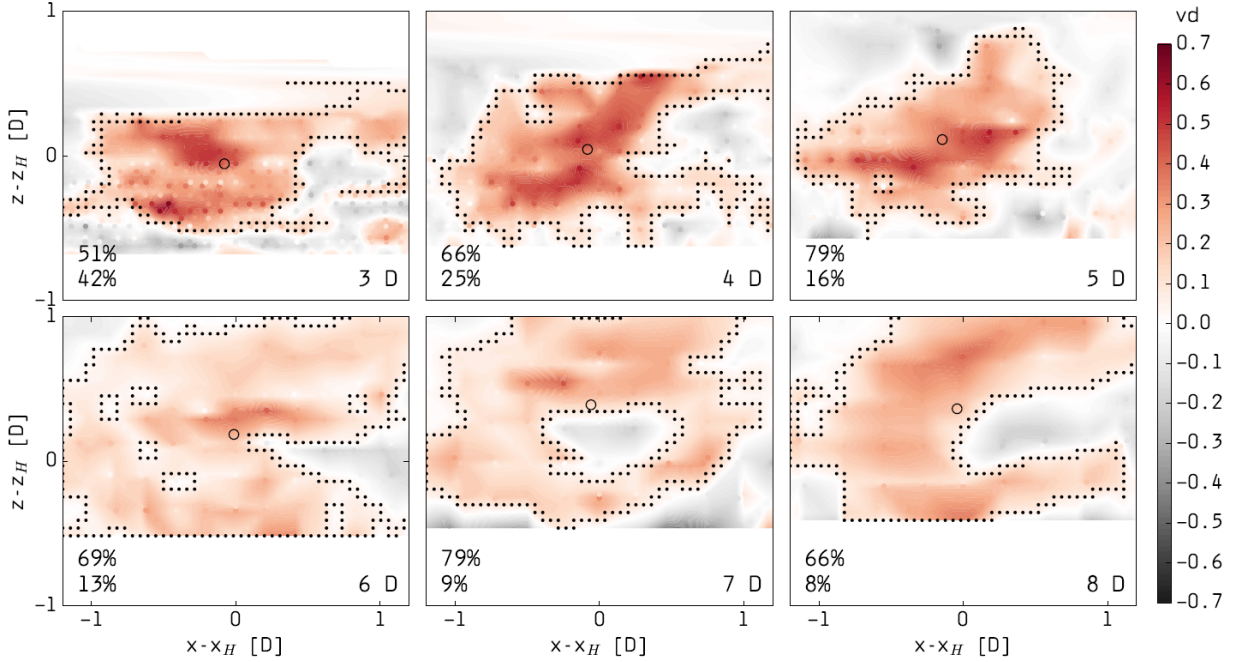 vd
1
0
-1
z-z_H [D]
51%
42%
3 D
66%
25%
4 D
79%
16%
5 D
1
0
-1
z-z_H [D]
69%
13%
6 D
79%
9%
7 D
66%
8%
8 D
-1 0 1
-1 0 1
-1 0 1
x-x_H [D]
x-x_H [D]
x-x_H [D]
0.7
0.6
0.5
0.4
0.3
0.2
0.1
0.0
-0.1
-0.2
-0.3
-0.4
-0.5
-0.6
-0.7